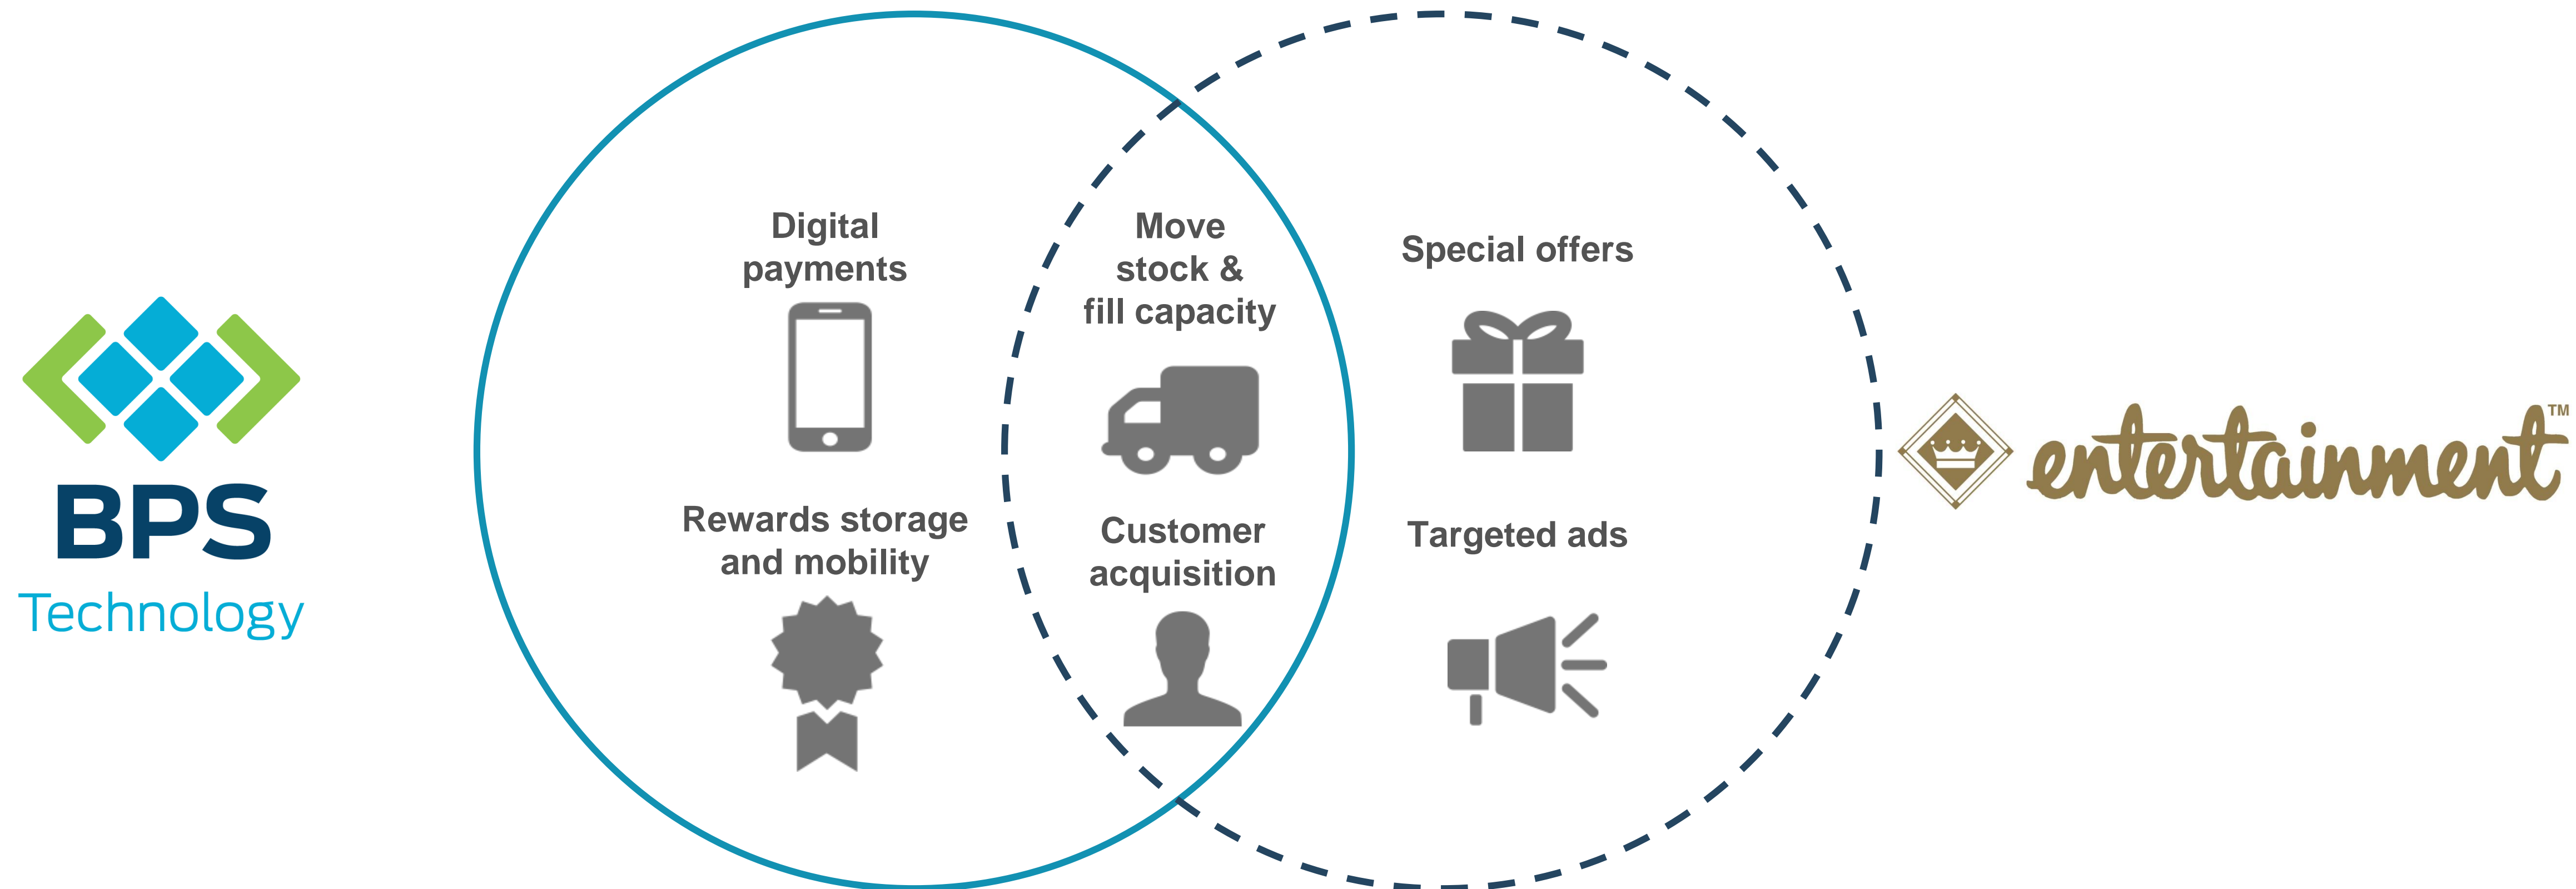 BPS
Technology
Digital
payments
Rewards storage
and mobility
Move
stock &
fill capacity
Customer
acquisition
Special offers
Targeted ads
entertainment™